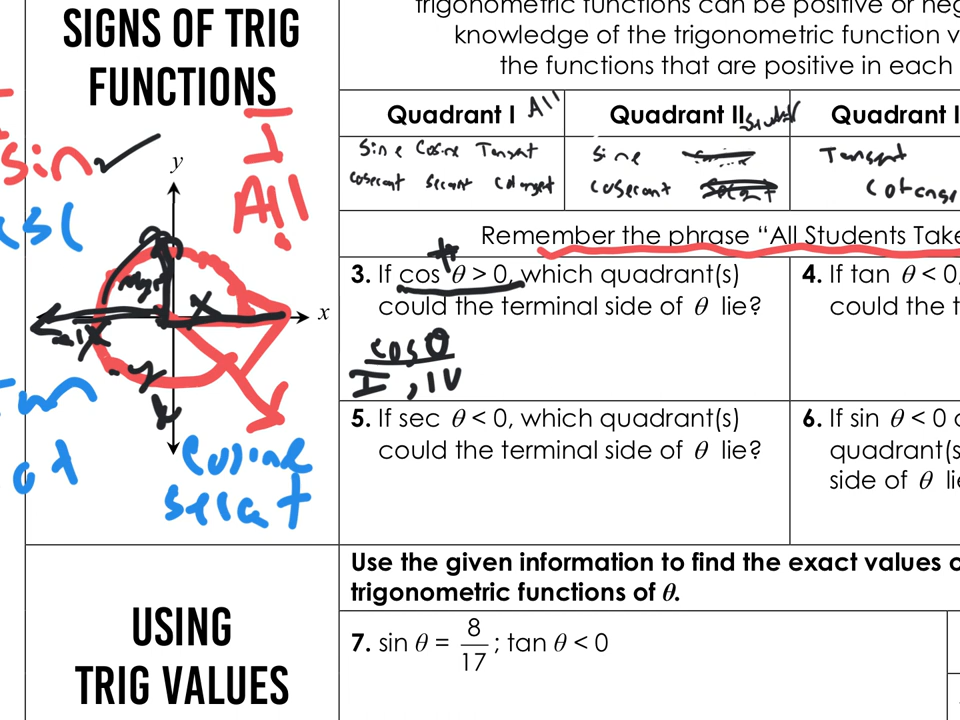 SIGNS OF TRIG
FUNCTIONS
trigonometric functions can be positive or neg
knowledge of the trigonometric function v
the functions that are positive in each
Quadrant I All
Quadrant II
Quadrant I
Sine Cosine Tangent
cosecant secant cotangent
Sine
cosecant
Tangent
cotange
Remember the phrase “All Students Take
sin
csc
I
All
y
x
x
-x
-y
cosine
secant
3. If cos θ > 0, which quadrant(s)
could the terminal side of θ lie?
+
cosθ
I, IV
4. If tan θ < 0,
could the t
5. If sec θ < 0, which quadrant(s)
could the terminal side of θ lie?
6. If sin θ < 0
quadrant(s
side of θ lie
USING
TRIG VALUES
Use the given information to find the exact values o
trigonometric functions of θ.
7. sin θ = 8/17 ; tan θ < 0